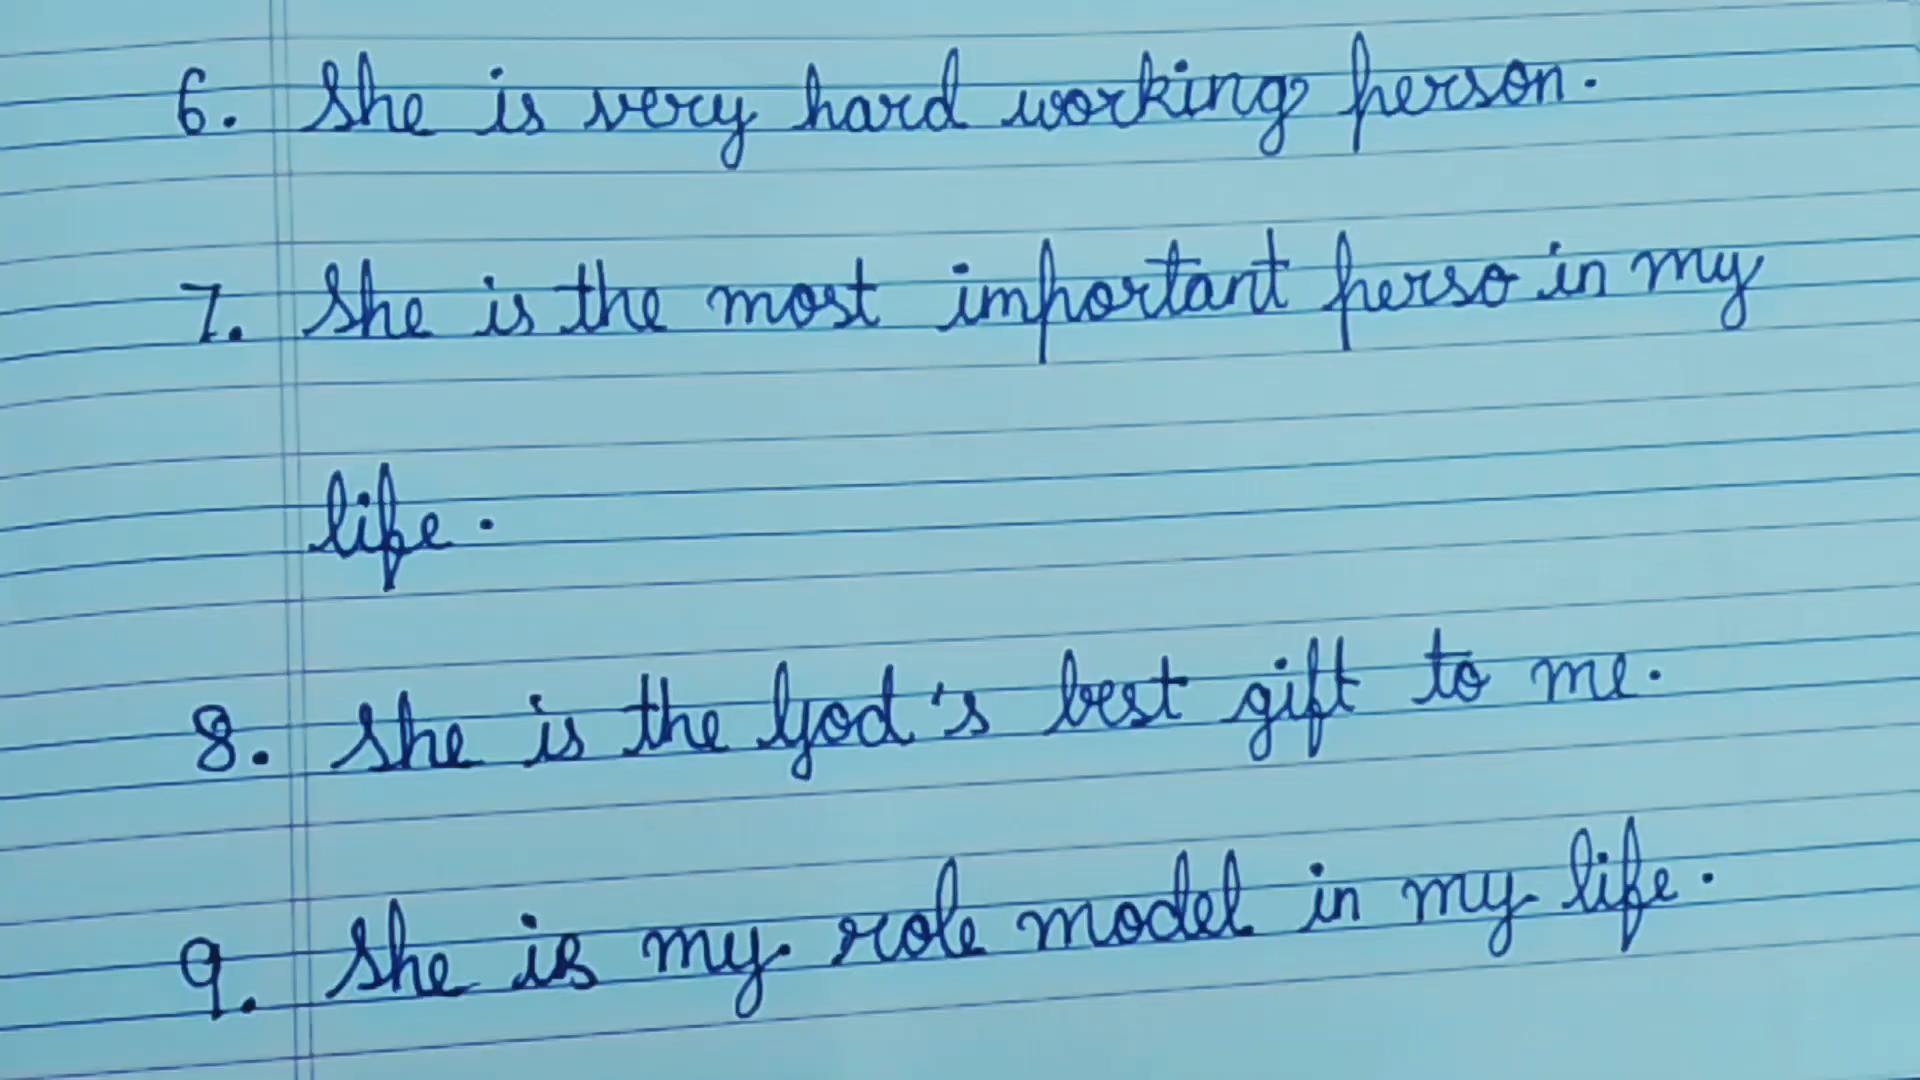 6. She is very hard working person.
7. She is the most important perso in my
life.
8. She is the God's best gift to me.
9. She is my role model in my life.